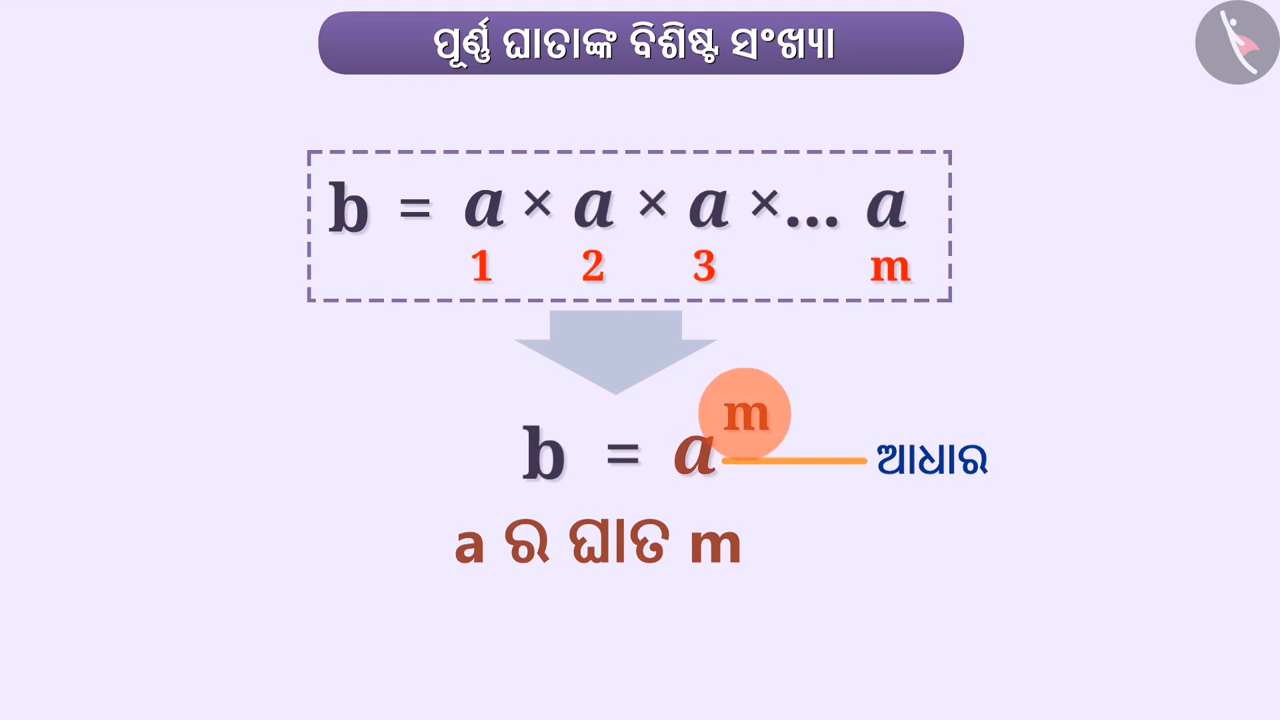 ପୂର୍ଣ୍ଣ ଘାତାଙ୍କ ବିଶିଷ୍ଟ ସଂଖ୍ୟା
b = a × a × a ×... a
1 2 3 m
b = a^m ଆଧାର
a ର ଘାତ m